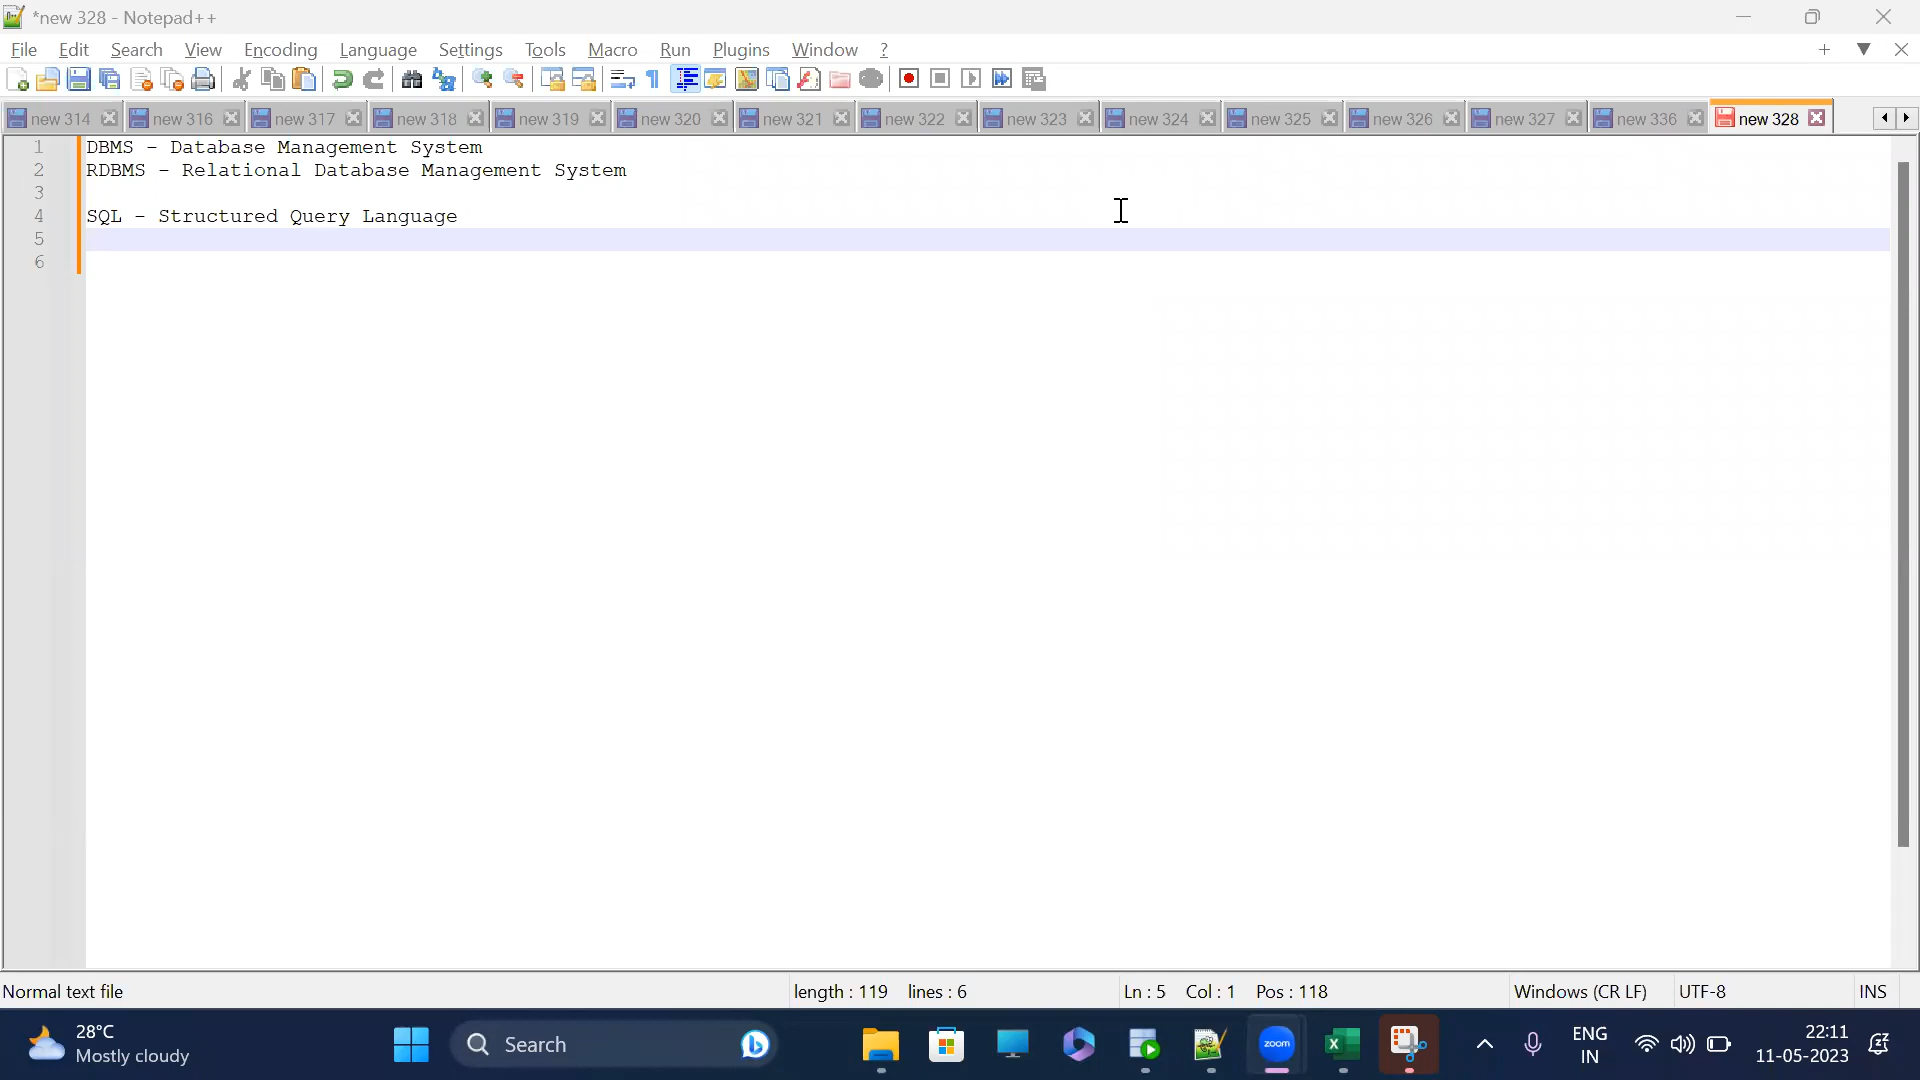 *new 328 - Notepad++
File Edit Search View Encoding Language Settings Tools Macro Run Plugins Window ?
new 314 new 316 new 317 new 318 new 319 new 320 new 321 new 322 new 323 new 324 new 325 new 326 new 327 new 336 new 328
1 DBMS - Database Management System
2 RDBMS - Relational Database Management System
3
4 SQL - Structured Query Language
5
6
Normal text file length : 119 lines : 6 Ln : 5 Col : 1 Pos : 118 Windows (CR LF) UTF-8 INS
28°C
Mostly cloudy
Search
zoom
ENG
IN
22:11
11-05-2023